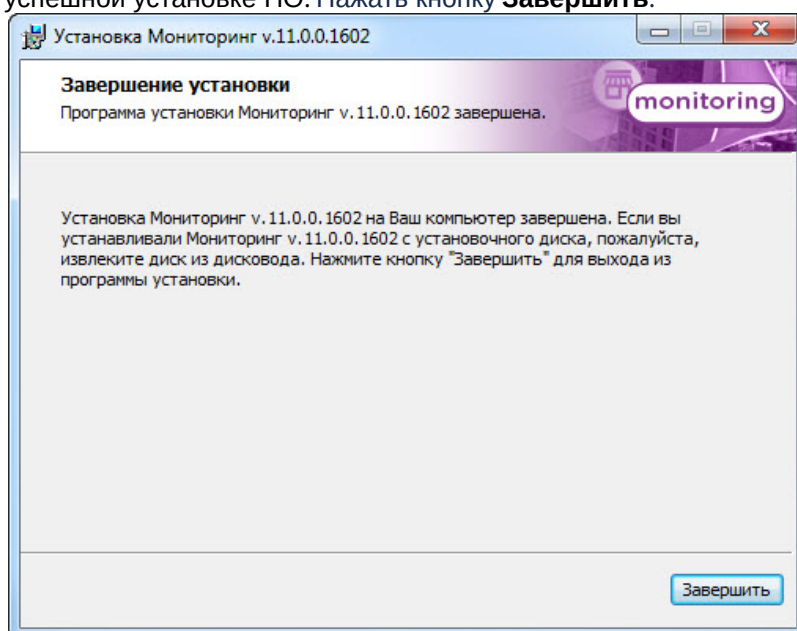 успешной установке ПО. Нажать кнопку Завершить.
Установка Мониторинг v.11.0.0.1602
Завершение установки
Программа установки Мониторинг v.11.0.0.1602 завершена.
monitoring
Установка Мониторинг v.11.0.0.1602 на Ваш компьютер завершена. Если вы
устанавливали Мониторинг v.11.0.0.1602 с установочного диска, пожалуйста,
извлеките диск из дисковода. Нажмите кнопку "Завершить" для выхода из
программы установки.
Завершить